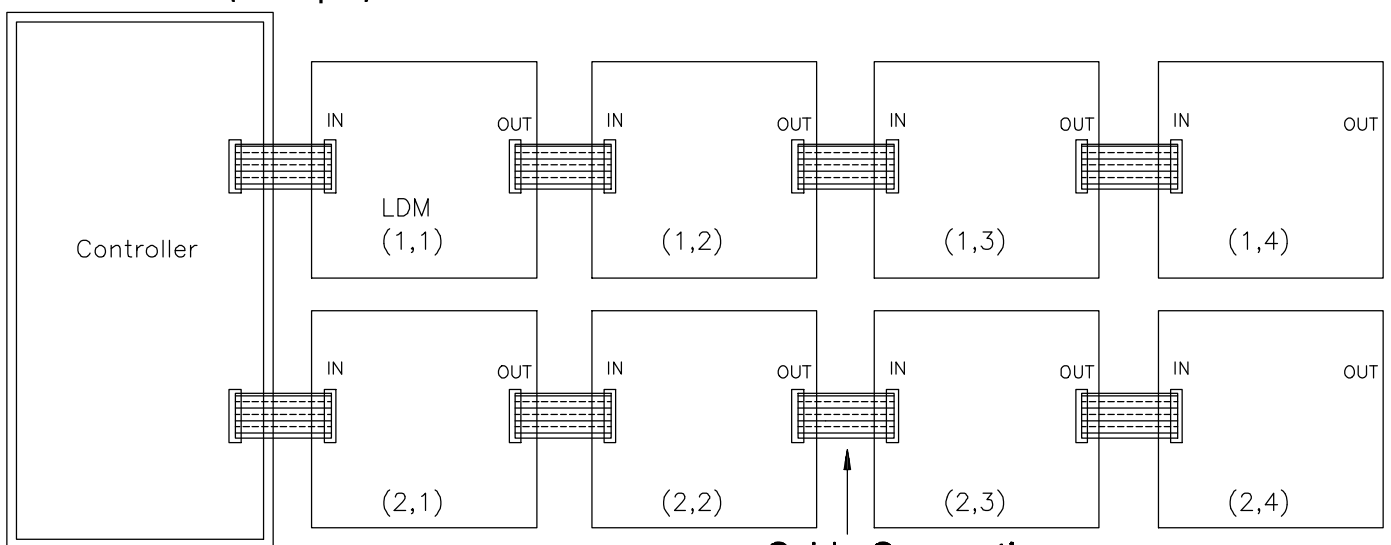 IN OUT IN OUT IN OUT IN OUT
LDM
Controller (1,1) (1,2) (1,3) (1,4)
IN OUT IN OUT IN OUT IN OUT
(2,1) (2,2) (2,3) (2,4)